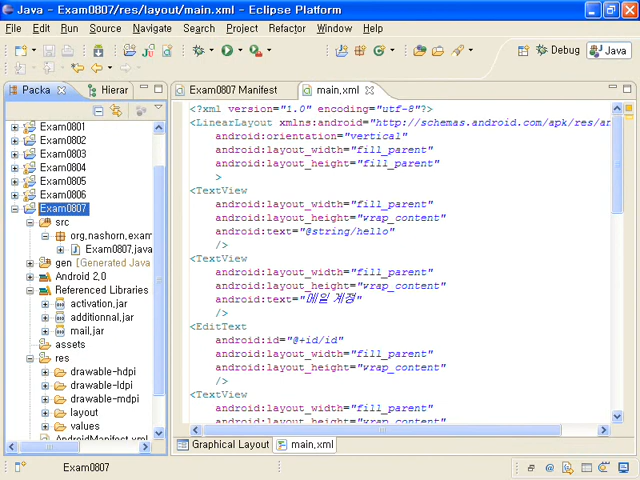 Java - Exam0807/res/layout/main.xml - Eclipse Platform
File Edit Run Source Navigate Search Project Refactor Window Help
Debug Java
Packa Hierar
Exam0807 Manifest main,xml
Exam0801
Exam0802
Exam0803
Exam0804
Exam0805
Exam0806
Exam0807
src
org,nashorn,exam
Exam0807,java
gen [Generated Java
Android 2,0
Referenced Libraries
activation,jar
additionnal,jar
mail,jar
assets
res
drawable-hdpi
drawable-ldpi
drawable-mdpi
layout
values
AndroidManifest,xml
<?xml version="1.0" encoding="utf-8"?>
<LinearLayout xmlns:android="http://schemas.android.com/apk/res/an
android:orientation="vertical"
android:layout_width="fill_parent"
android:layout_height="fill_parent"
>
<TextView
android:layout_width="fill_parent"
android:layout_height="wrap_content"
android:text="@string/hello"
/>
<TextView
android:layout_width="fill_parent"
android:layout_height="wrap_content"
android:text="메일 계정"
/>
<EditText
android:id="@+id/id"
android:layout_width="fill_parent"
android:layout_height="wrap_content"
/>
<TextView
android:layout_width="fill_parent"
android:layout_height="wrap_content"
Graphical Layout main,xml
Exam0807